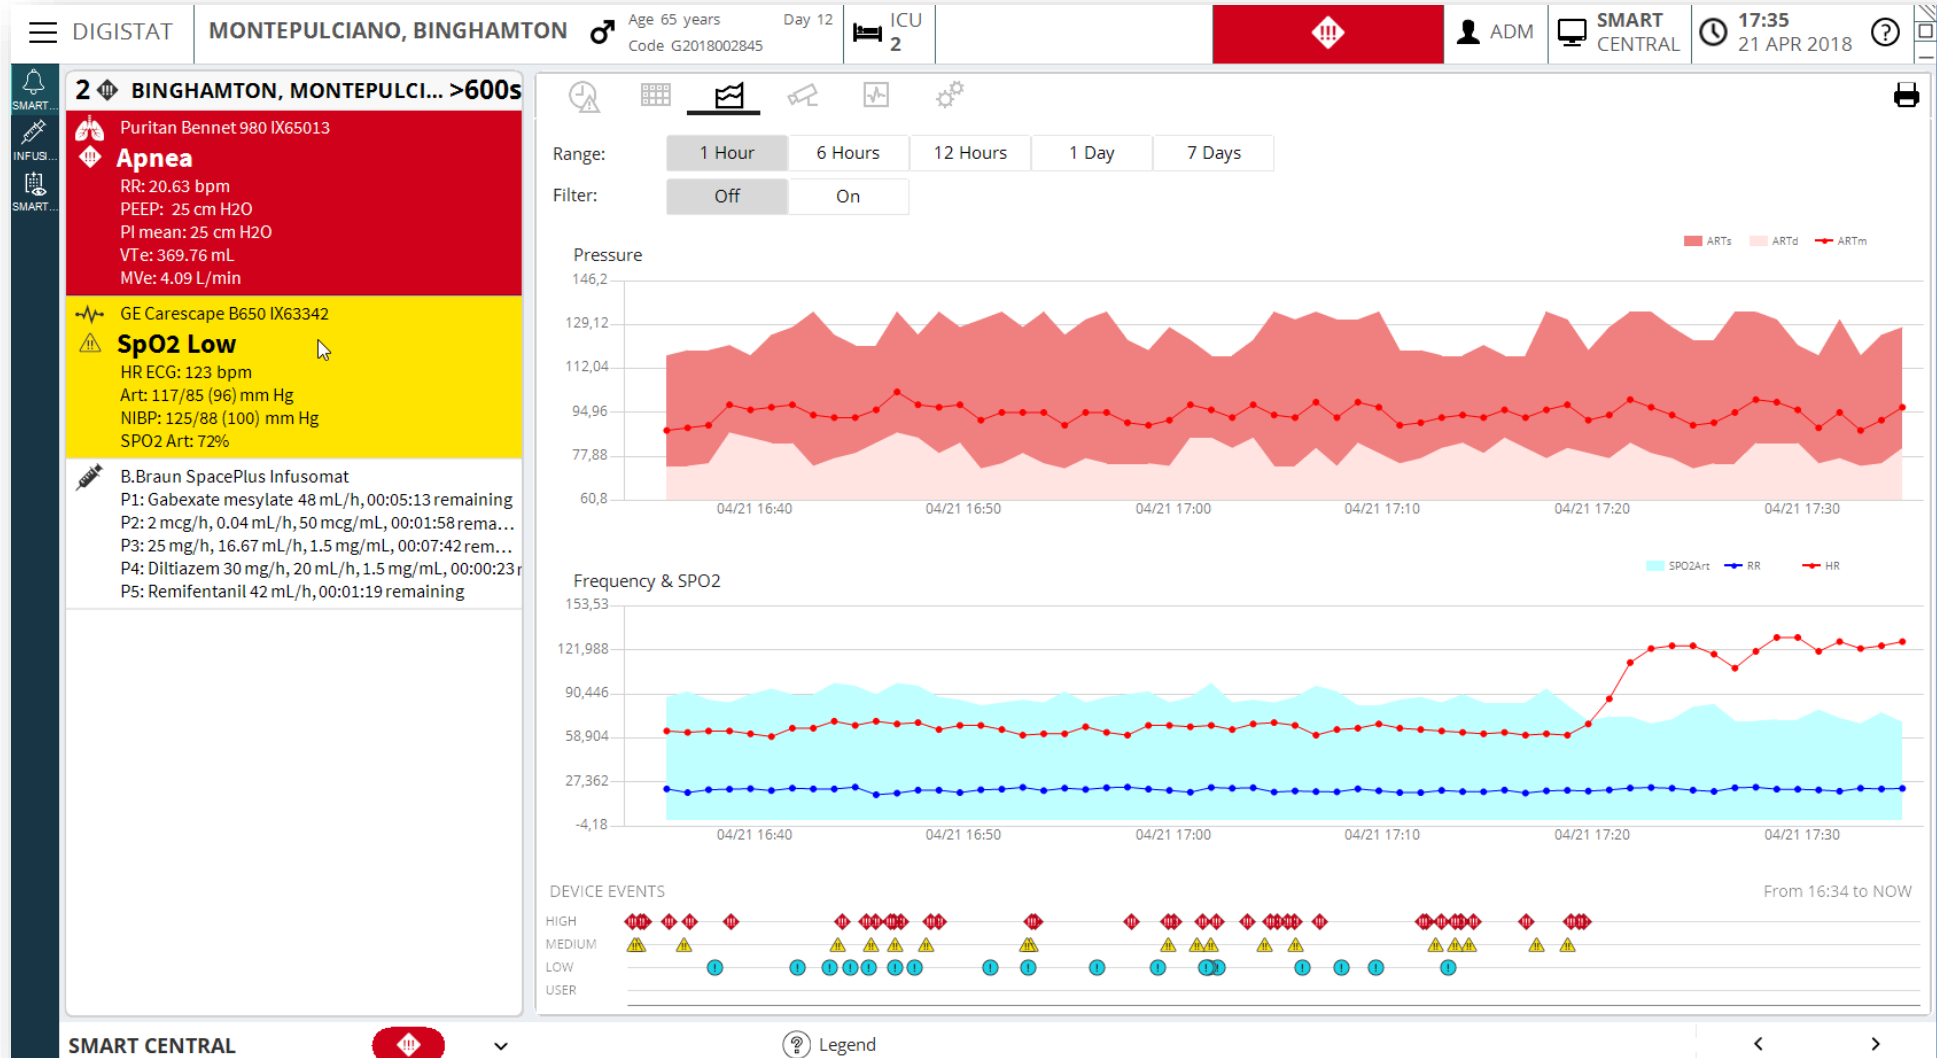 DIGISTAT
MONTEPULCIANO, BINGHAMTON
Age 65 years
Day 12
Code G2018002845
ICU
2
ADM
SMART
CENTRAL
17:35
21 APR 2018
SMART...
INFUSI...
SMART...
2 BINGHAMTON, MONTEPULCI... >600s
Puritan Bennet 980 IX65013
Apnea
RR: 20.63 bpm
PEEP: 25 cm H2O
PI mean: 25 cm H2O
VTe: 369.76 mL
MVe: 4.09 L/min
GE Carescape B650 IX63342
SpO2 Low
HR ECG: 123 bpm
Art: 117/85 (96) mm Hg
NIBP: 125/88 (100) mm Hg
SPO2 Art: 72%
B.Braun SpacePlus Infusomat
P1: Gabexate mesylate 48 mL/h, 00:05:13 remaining
P2: 2 mcg/h, 0.04 mL/h, 50 mcg/mL, 00:01:58 rema...
P3: 25 mg/h, 16.67 mL/h, 1.5 mg/mL, 00:07:42 rem...
P4: Diltiazem 30 mg/h, 20 mL/h, 1.5 mg/mL, 00:00:23 r
P5: Remifentanil 42 mL/h, 00:01:19 remaining
Range: 1 Hour 6 Hours 12 Hours 1 Day 7 Days
Filter: Off On
ARTs ARTd ARTm
Pressure
146,2
129,12
112,04
94,96
77,88
60,8
04/21 16:40 04/21 16:50 04/21 17:00 04/21 17:10 04/21 17:20 04/21 17:30
SPO2Art RR HR
Frequency & SPO2
153,53
121,988
90,446
58,904
27,362
-4,18
04/21 16:40 04/21 16:50 04/21 17:00 04/21 17:10 04/21 17:20 04/21 17:30
DEVICE EVENTS
From 16:34 to NOW
HIGH
MEDIUM
LOW
USER
SMART CENTRAL
Legend